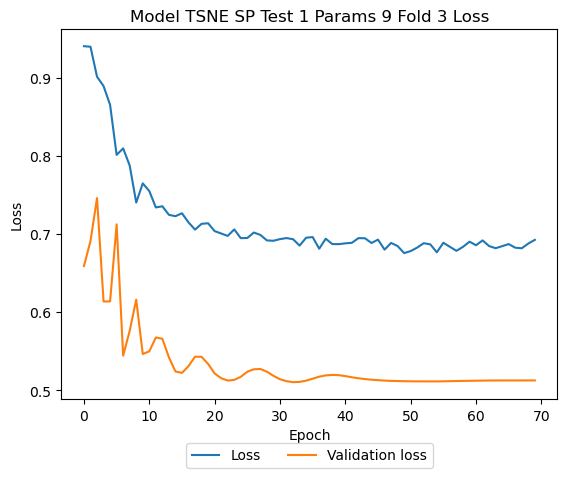 Model TSNE SP Test 1 Params 9 Fold 3 Loss
Loss
0.9
0.8
0.7
0.6
0.5
0 10 20 30 40 50 60 70
Epoch
Loss Validation loss